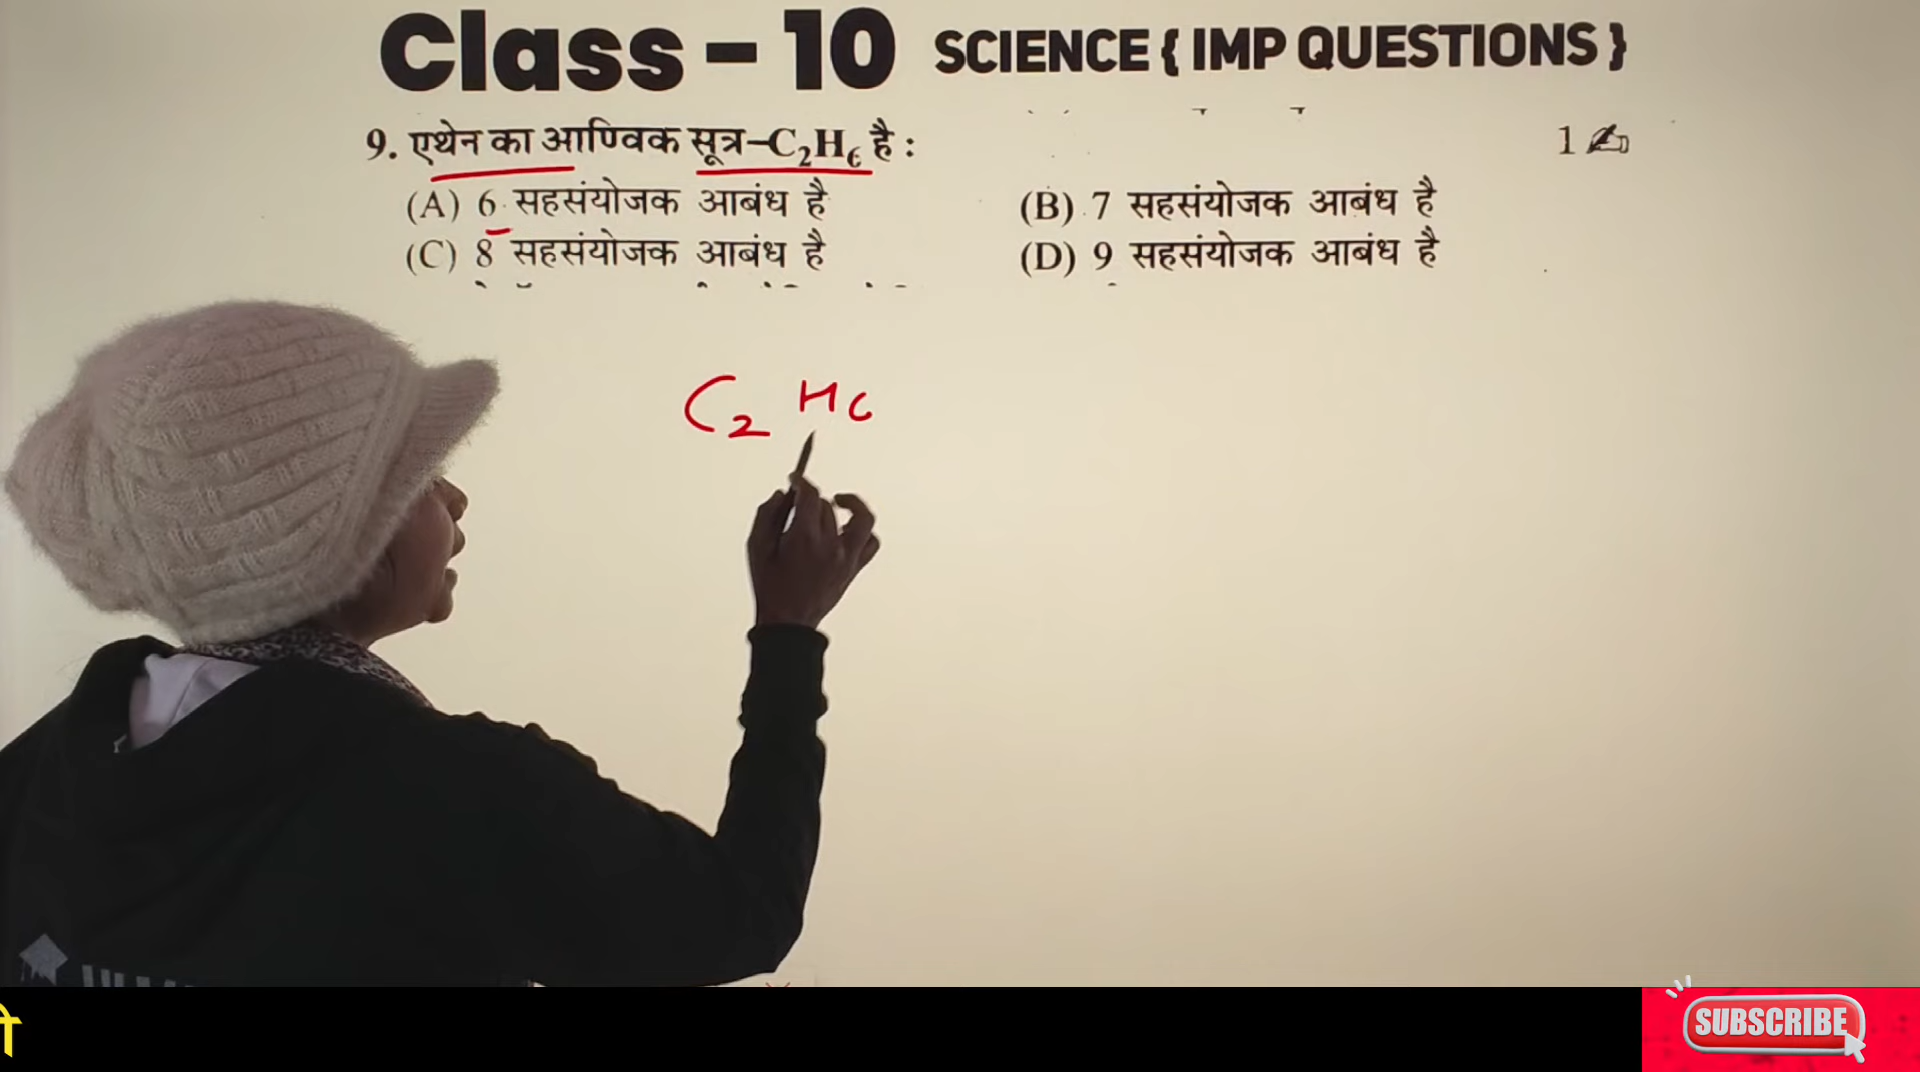 Class - 10 SCIENCE { IMP QUESTIONS }
9. एथेन का आण्विक सूत्र–C₂H₆ है : 1
(A) 6 सहसंयोजक आबंध है (B) 7 सहसंयोजक आबंध है
(C) 8 सहसंयोजक आबंध है (D) 9 सहसंयोजक आबंध है
C₂ H₆
SUBSCRIBE